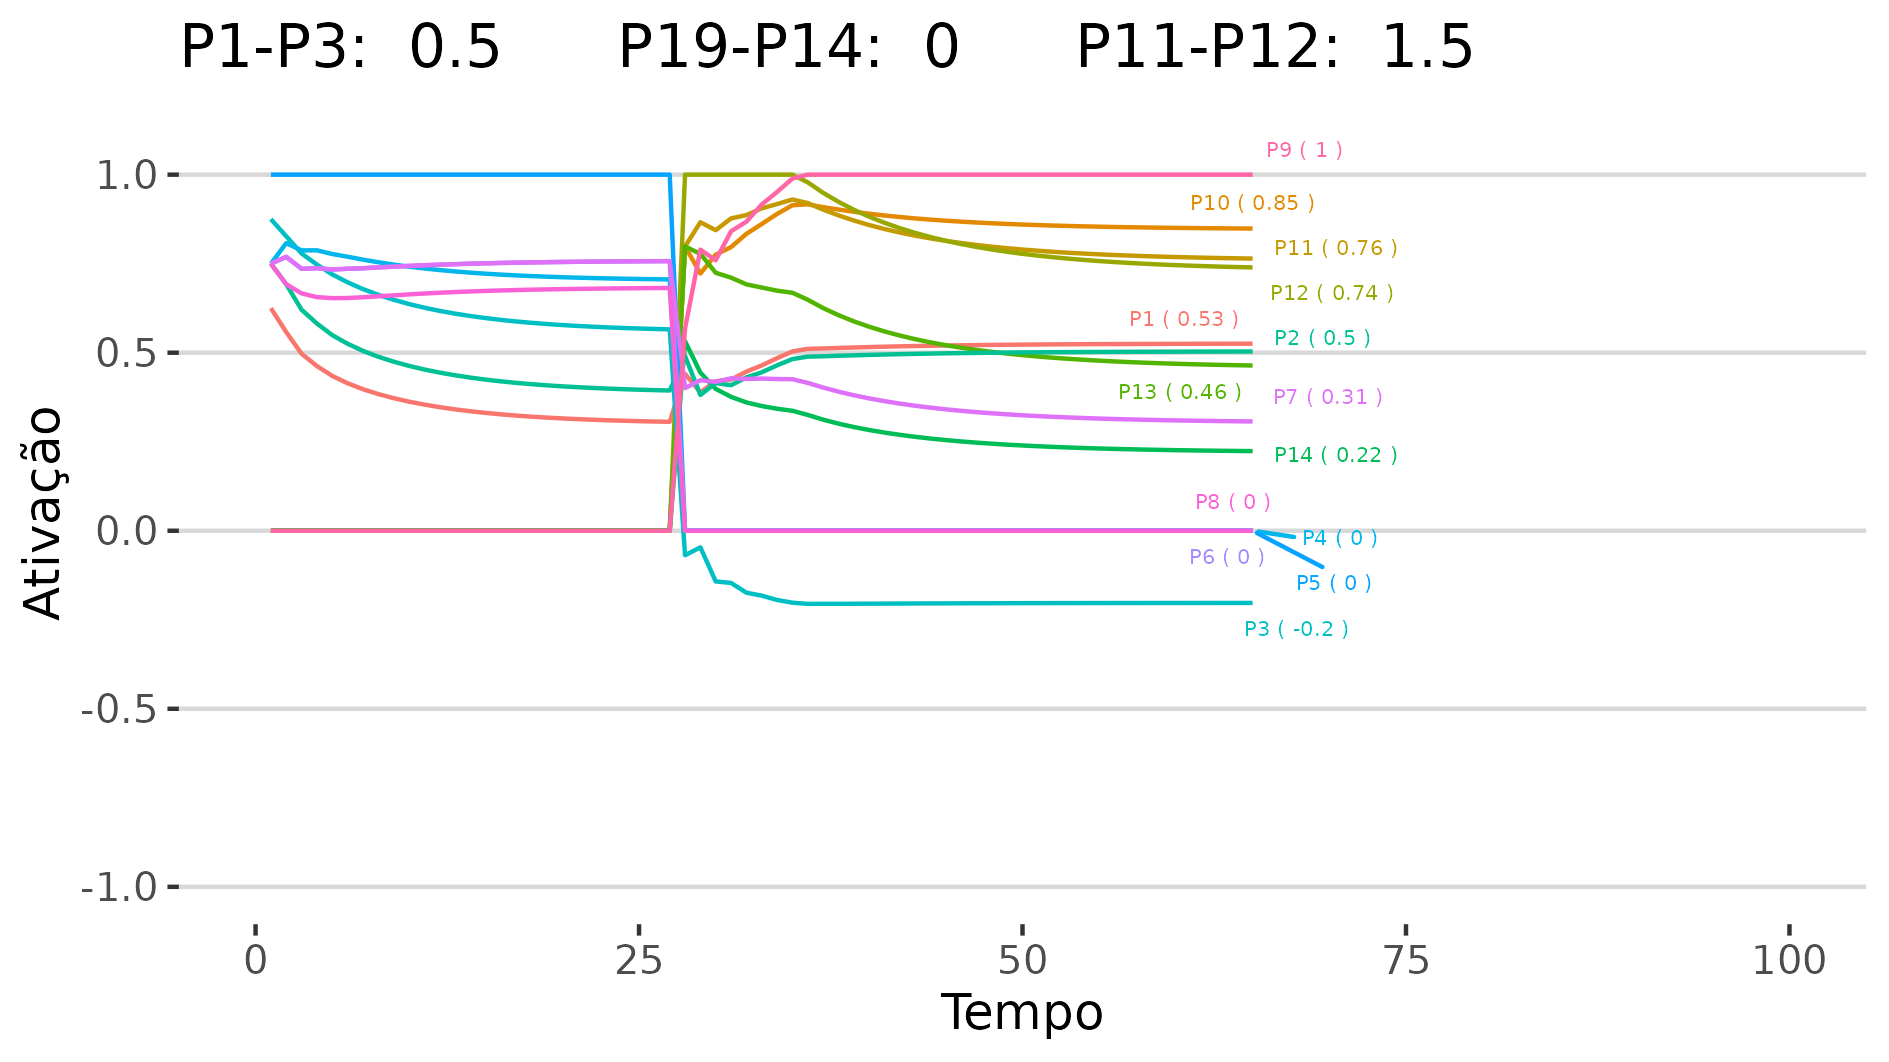 P1-P3: 0.5 P19-P14: 0 P11-P12: 1.5
P9 ( 1 )
1.0
P10 ( 0.85 )
P11 ( 0.76 )
P12 ( 0.74 )
P1 ( 0.53 )
P2 ( 0.5 )
0.5
P13 ( 0.46 )
P7 ( 0.31 )
P14 ( 0.22 )
P8 ( 0 )
0.0
P4 ( 0 )
P6 ( 0 )
P5 ( 0 )
P3 ( -0.2 )
-0.5
-1.0
Ativação
0 25 50 75 100
Tempo